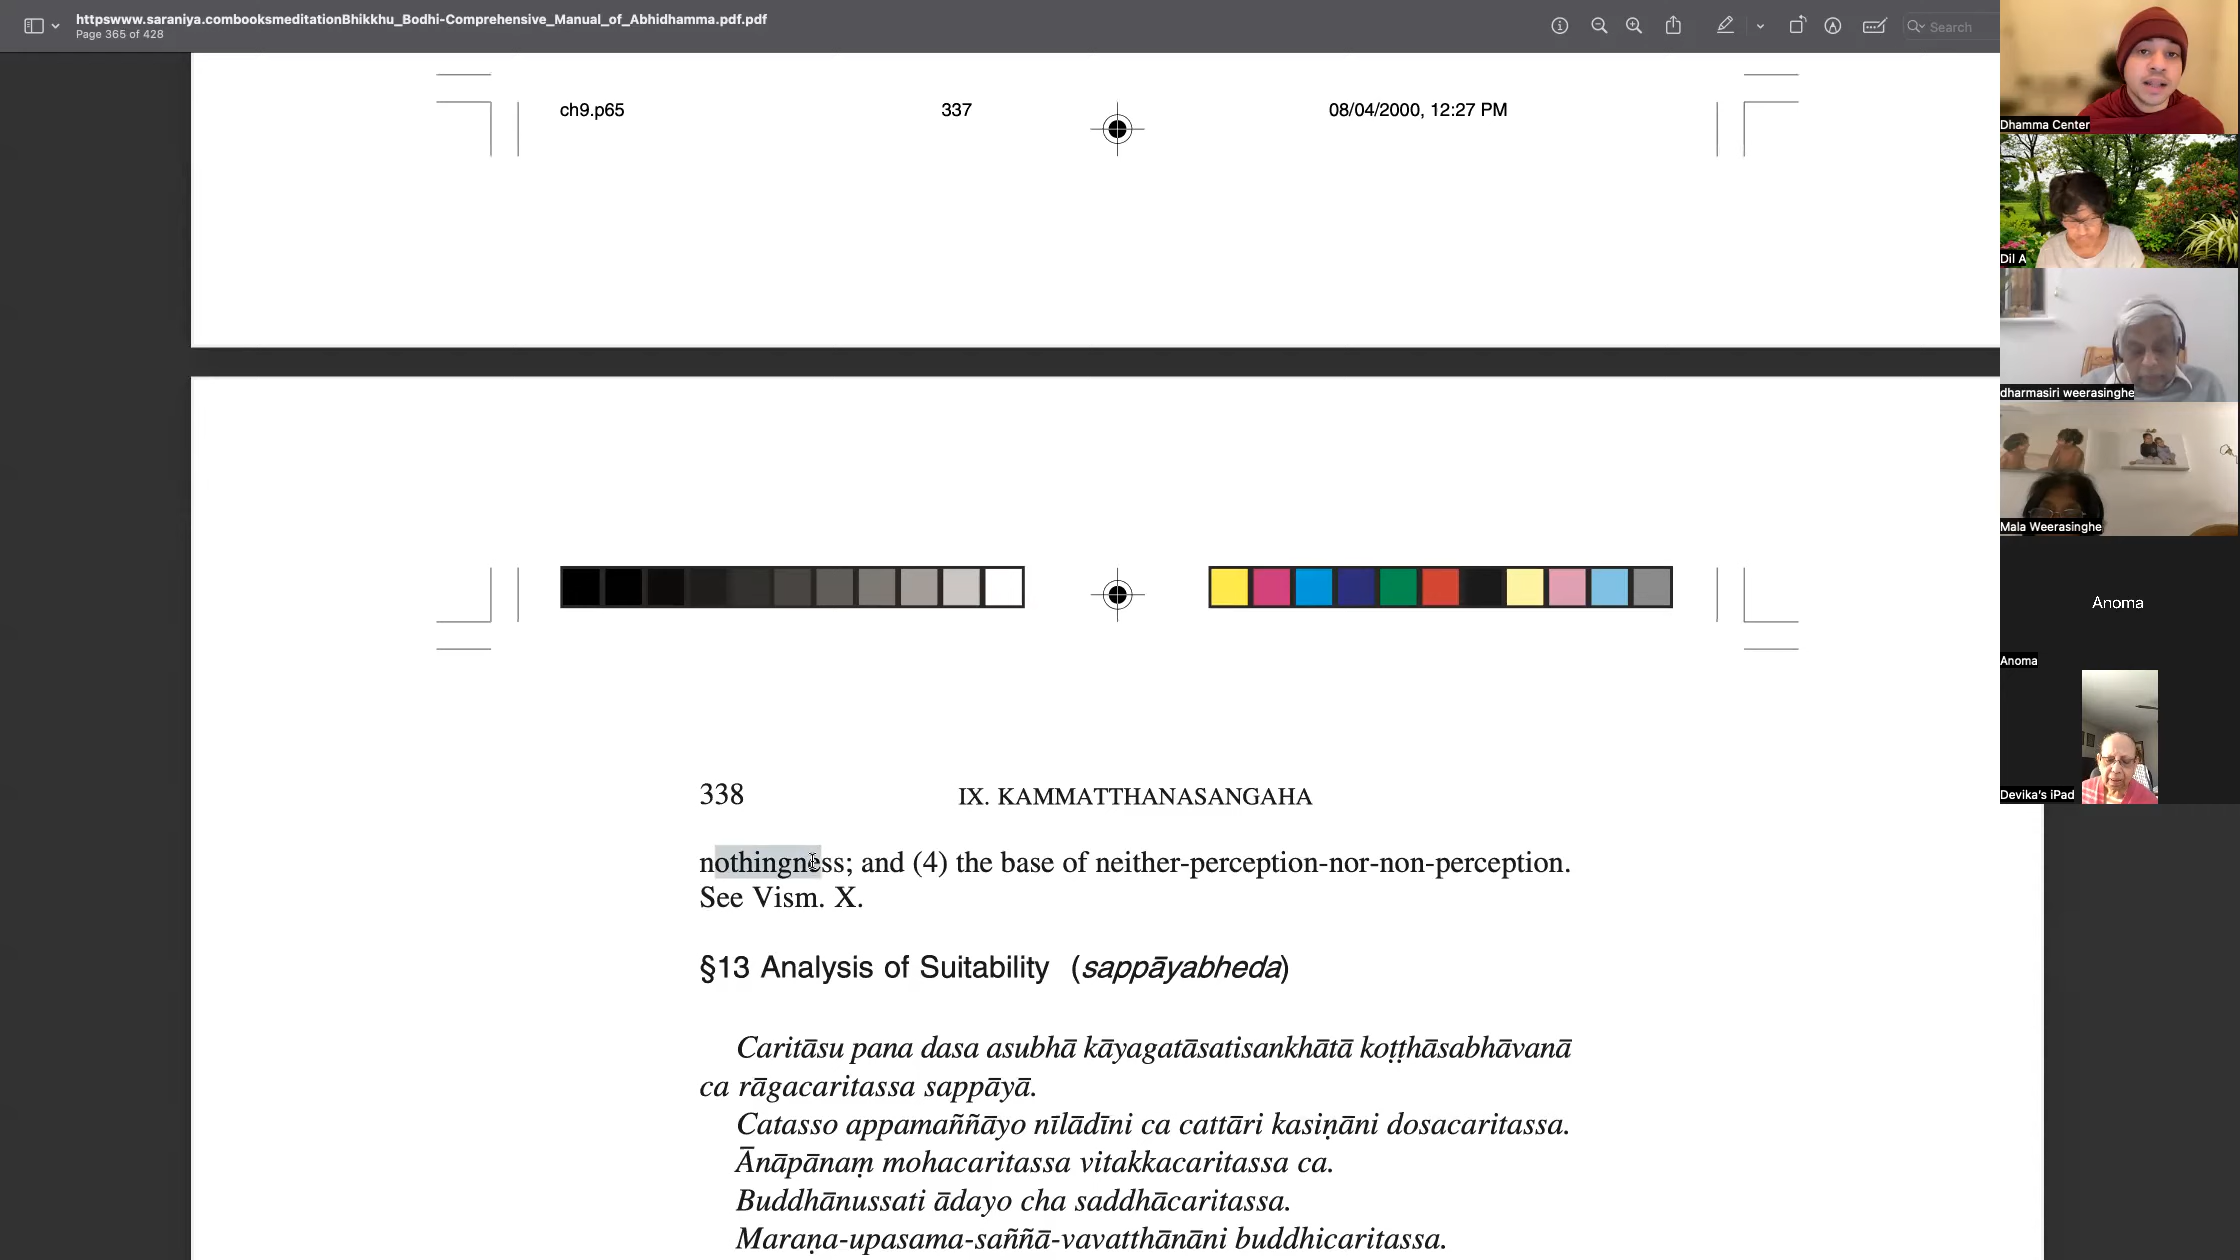 httpswww.saraniya.combooksmeditationBhikkhu_Bodhi-Comprehensive_Manual_of_Abhidhamma.pdf.pdf
Page 365 of 428
Search
ch9.p65 337 08/04/2000, 12:27 PM
338 IX. KAMMATTHANASANGAHA
nothingness; and (4) the base of neither-perception-nor-non-perception.
See Vism. X.
§13 Analysis of Suitability (sappāyabheda)
Caritāsu pana dasa asubhā kāyagatāsatisankhātā koṭṭhāsabhāvanā
ca rāgacaritassa sappāyā.
Catasso appamaññāyo nīlādīni ca cattāri kasiṇāni dosacaritassa.
Ānāpānaṃ mohacaritassa vitakkacaritassa ca.
Buddhānussati ādayo cha saddhācaritassa.
Maraṇa-upasama-saññā-vavatthānāni buddhicaritassa.
Dhamma Center
Dil A
dharmasiri weerasinghe
Mala Weerasinghe
Anoma
Anoma
Devika's iPad